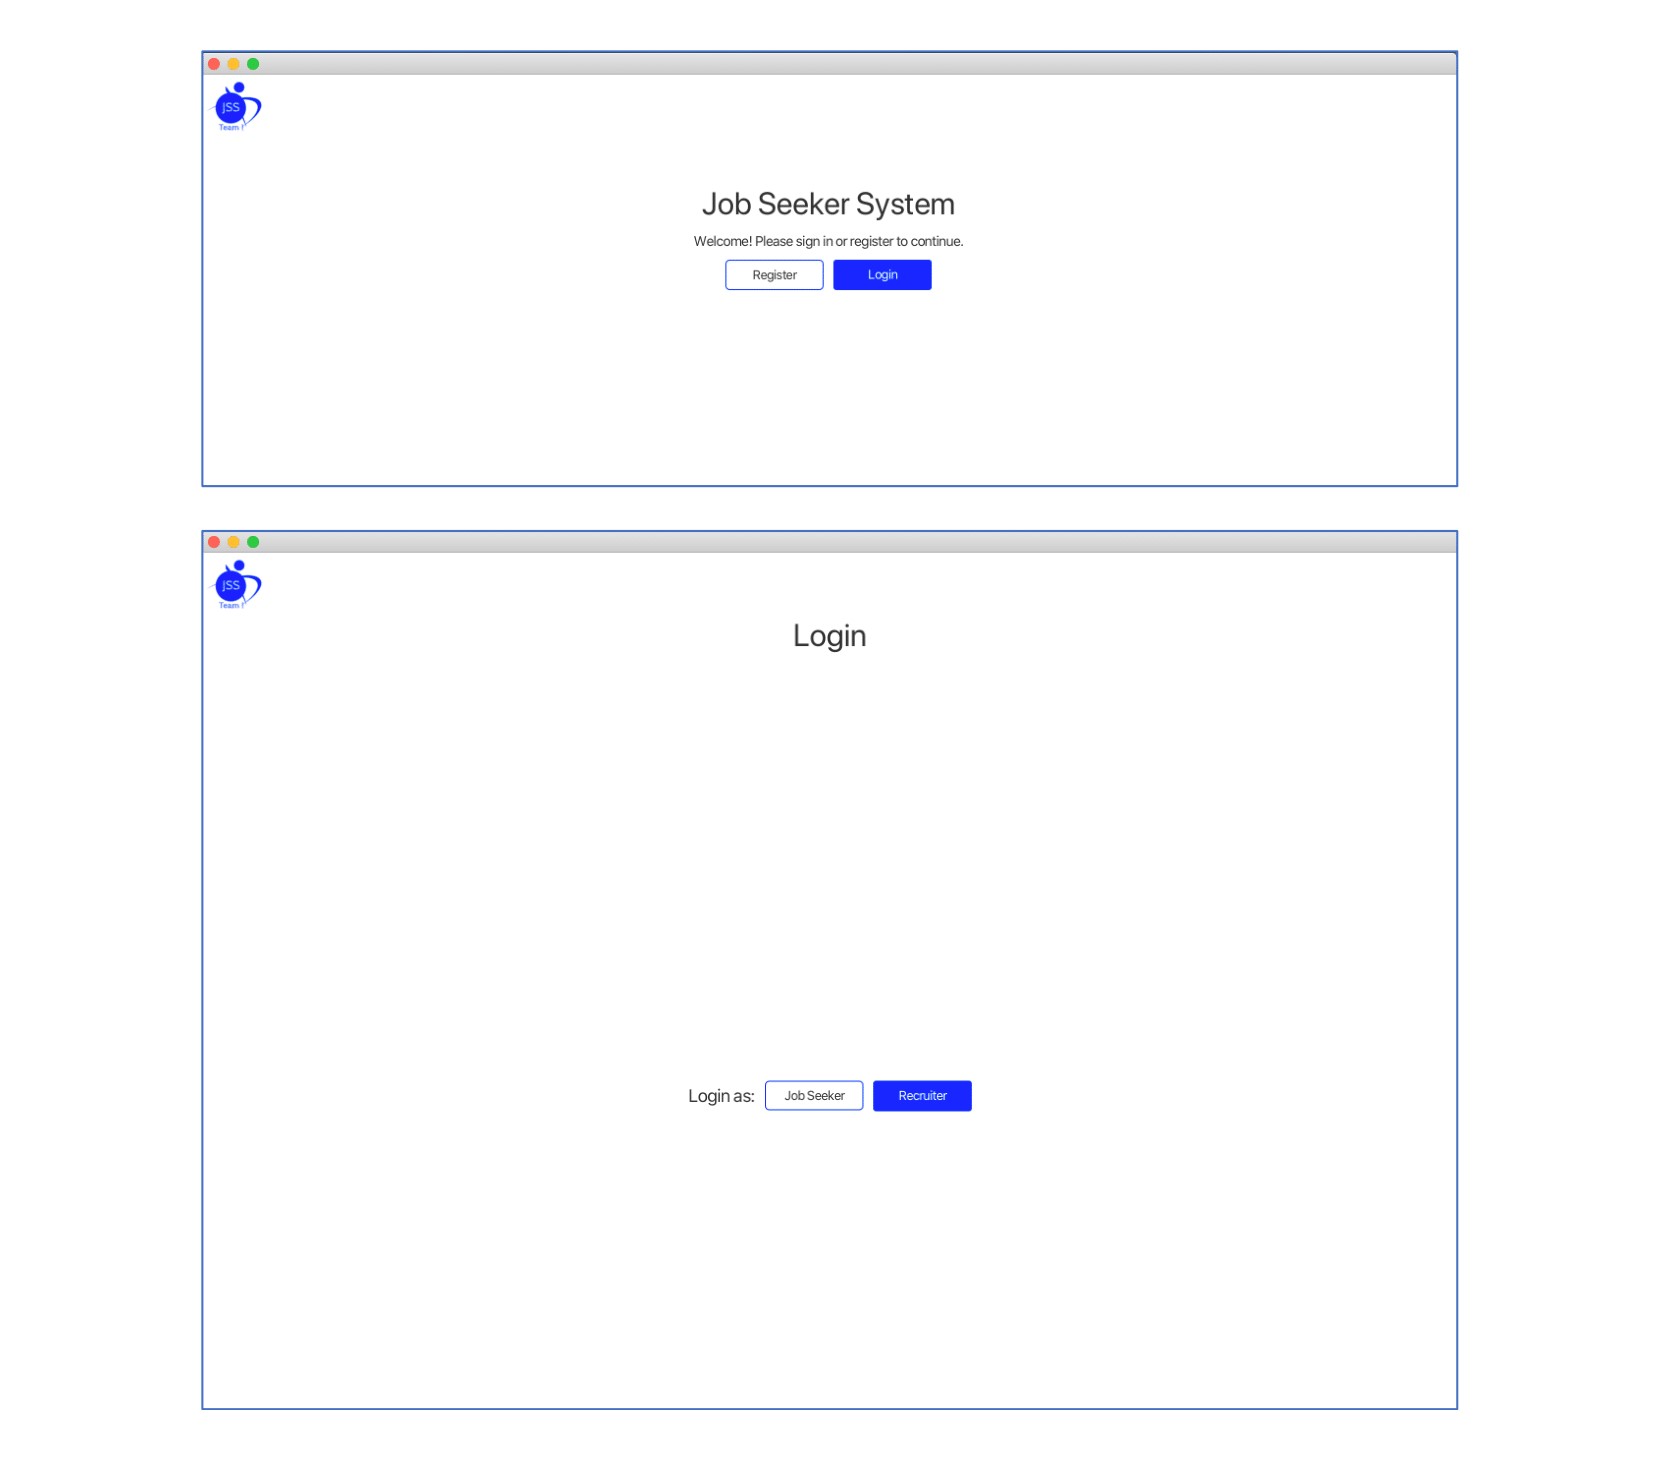 JSS
Team !
Job Seeker System
Welcome! Please sign in or register to continue.
Register Login
JSS
Team !
Login
Login as: Job Seeker Recruiter